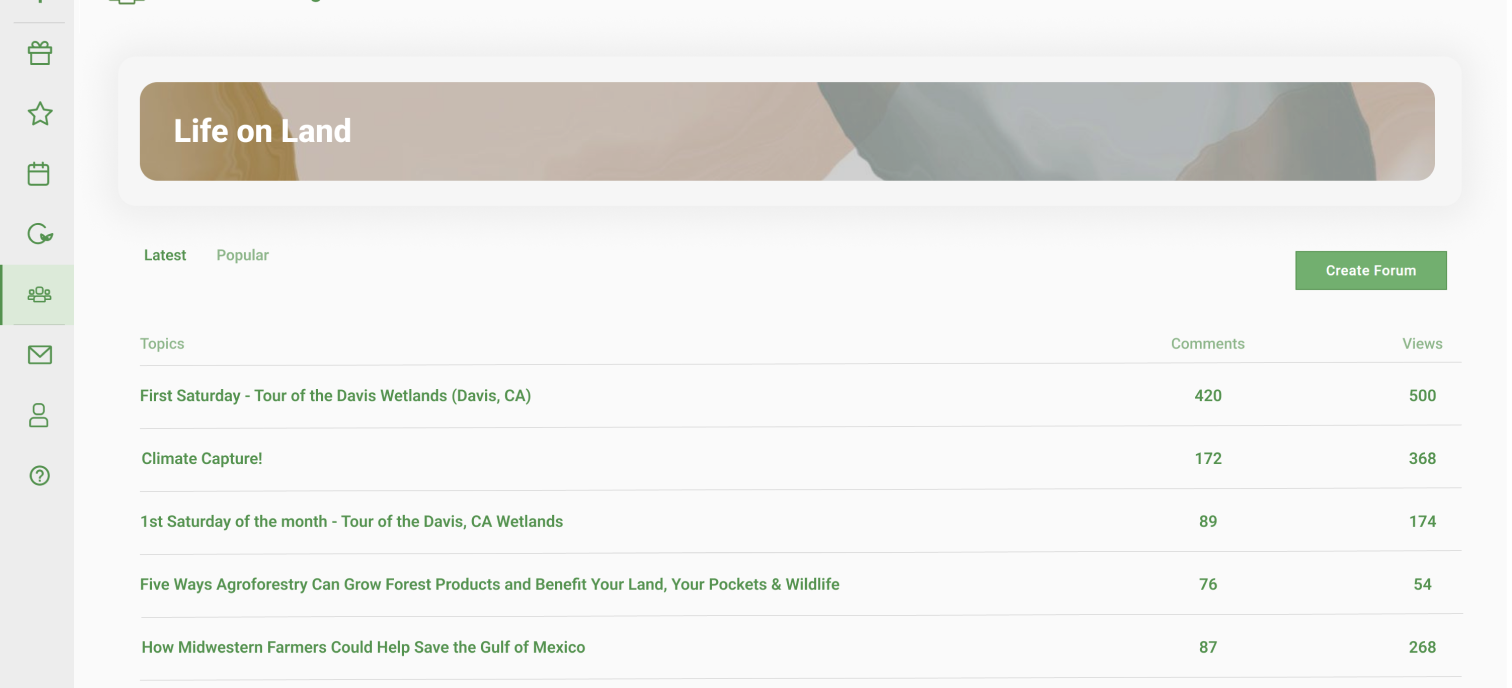 Life on Land
Latest Popular
Create Forum
Topics Comments Views
First Saturday - Tour of the Davis Wetlands (Davis, CA) 420 500
Climate Capture! 172 368
1st Saturday of the month - Tour of the Davis, CA Wetlands 89 174
Five Ways Agroforestry Can Grow Forest Products and Benefit Your Land, Your Pockets & Wildlife 76 54
How Midwestern Farmers Could Help Save the Gulf of Mexico 87 268